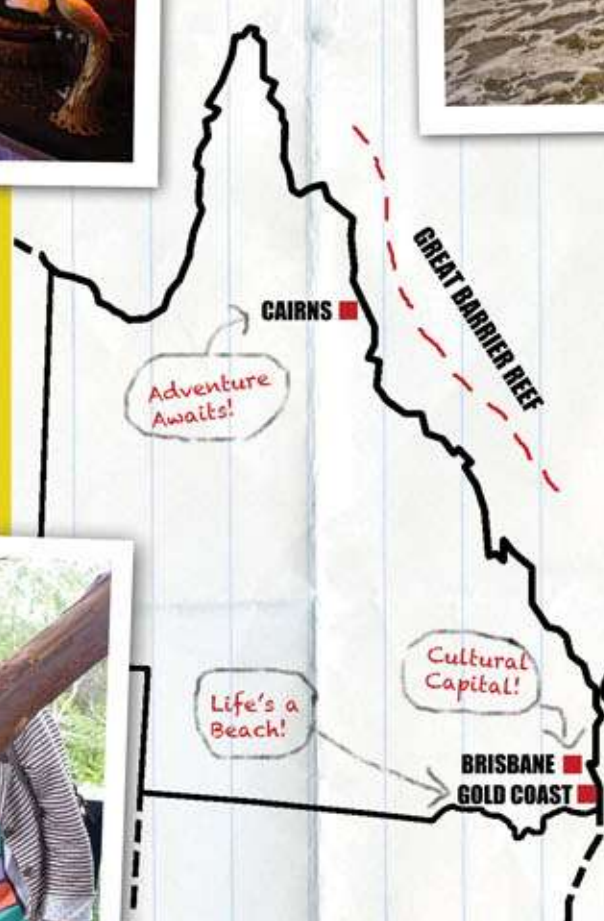 GREAT BARRIER REEF
CAIRNS
Adventure
Awaits!
Cultural
Capital!
Life's a
Beach!
BRISBANE
GOLD COAST